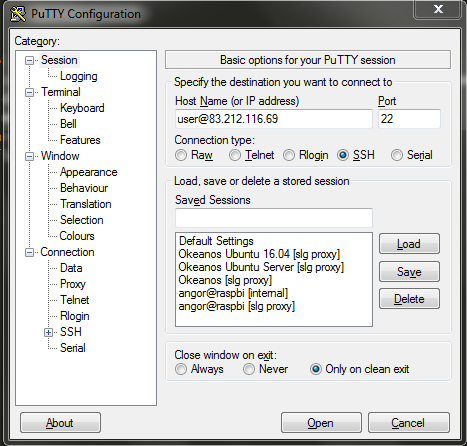 PuTTY Configuration
X
Category:
Session
Logging
Terminal
Keyboard
Bell
Features
Window
Appearance
Behaviour
Translation
Selection
Colours
Connection
Data
Proxy
Telnet
Rlogin
SSH
Serial
Basic options for your PuTTY session
Specify the destination you want to connect to
Host Name (or IP address) Port
user@83.212.116.69 22
Connection type:
Raw Telnet Rlogin SSH Serial
Load, save or delete a stored session
Saved Sessions
Default Settings
Okeanos Ubuntu 16.04 [slg proxy]
Okeanos Ubuntu Server [slg proxy]
Okeanos [slg proxy]
angor@raspbi [internal]
angor@raspbi [slg proxy]
Load
Save
Delete
Close window on exit:
Always Never Only on clean exit
About Open Cancel